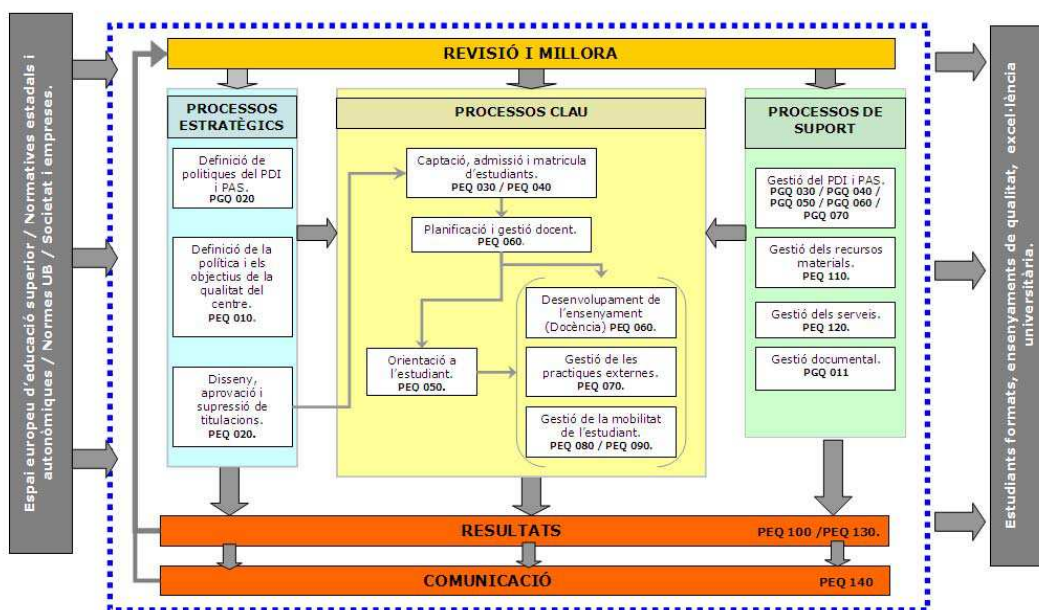 Espai europeu d'educació superior / Normatives estadals i
autonòmiques / Normes UB / Societat i empreses.
REVISIÓ I MILLORA
PROCESSOS
ESTRATÈGICS
Definició de
polítiques del PDI
i PAS.
PGQ 020
Definició de la
política i els
objectius de la
qualitat del
centre.
PEQ 010.
Disseny,
aprovació i
supressió de
titulacions.
PEQ 020.
PROCESSOS CLAU
Captació, admissió i matricula
d'estudiants.
PEQ 030 / PEQ 040
Planificació i gestió docent.
PEQ 060.
Desenvolupament de
l'ensenyament
(Docència) PEQ 060.
Orientació a
l'estudiant.
PEQ 050.
Gestió de les
practiques externes.
PEQ 070.
Gestió de la mobilitat
de l'estudiant.
PEQ 080 / PEQ 090.
PROCESSOS DE
SUPORT
Gestió del PDI i PAS.
PGQ 030 / PGQ 040 /
PGQ 050 / PGQ 060 /
PGQ 070
Gestió dels recursos
materials.
PEQ 110.
Gestió dels serveis.
PEQ 120.
Gestió documental.
PGQ 011
RESULTATS
PEQ 100 /PEQ 130.
COMUNICACIÓ
PEQ 140
Estudiants formats, ensenyaments de qualitat, excel·lència
universitària.